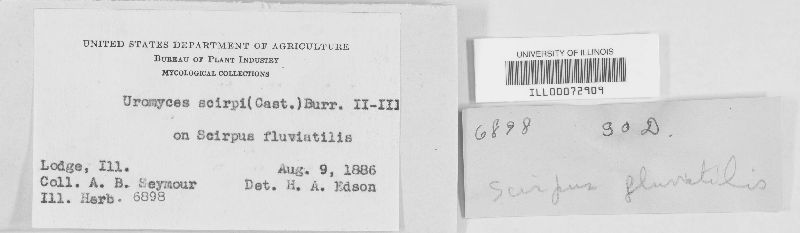 UNITED STATES DEPARTMENT OF AGRICULTURE
BUREAU OF PLANT INDUSTRY
MYCOLOGICAL COLLECTIONS
Uromyces scirpi(Cast.)Burr. II-III
on Scirpus fluviatilis
Lodge, Ill. Aug. 9, 1886
Coll. A. B. Seymour Det. H. A. Edson
Ill. Herb. 6898
UNIVERSITY OF ILLINOIS
ILL00072909
6898 90 D.
Scirpus fluviatilis